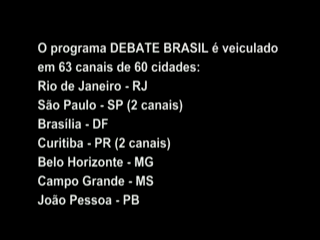 O programa DEBATE BRASIL é veiculado
em 63 canais de 60 cidades:
Rio de Janeiro - RJ
São Paulo - SP (2 canais)
Brasília - DF
Curitiba - PR (2 canais)
Belo Horizonte - MG
Campo Grande - MS
João Pessoa - PB